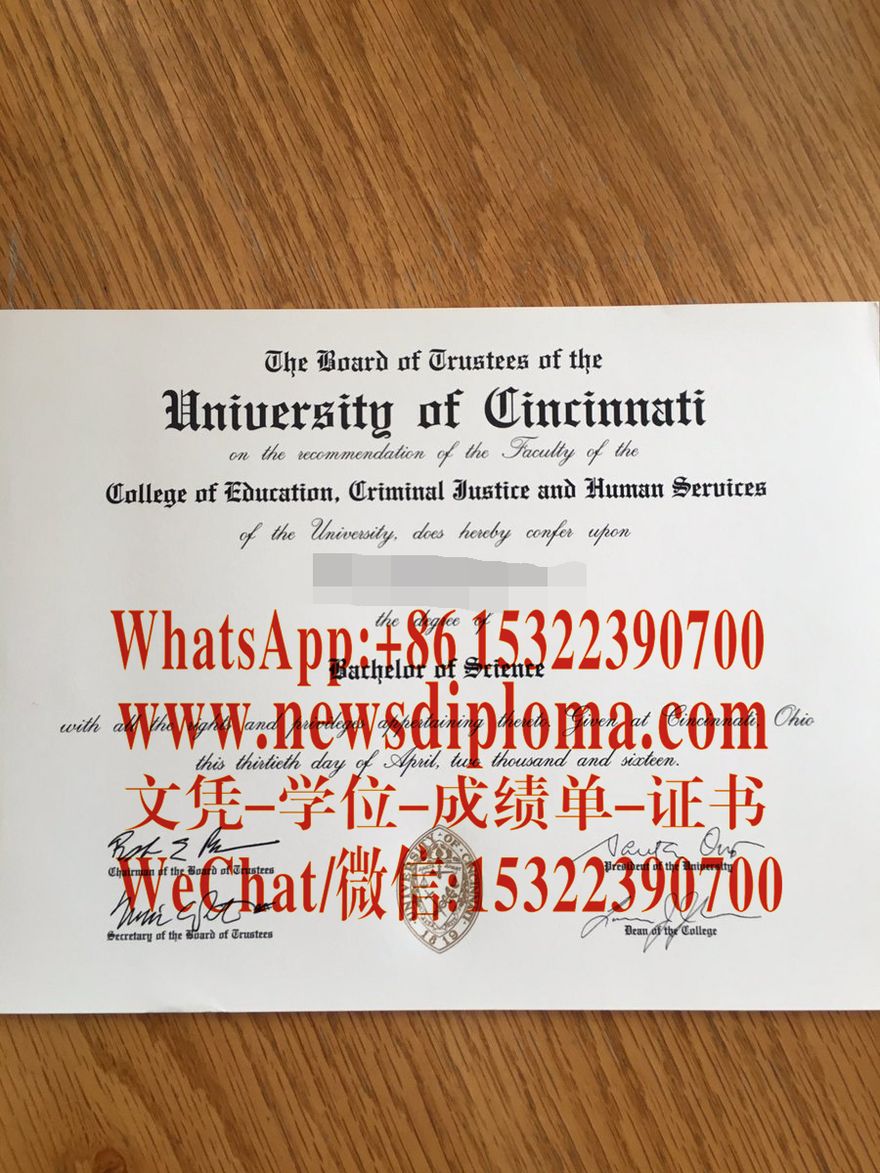 The Board of Trustees of the
University of Cincinnati
on the recommendation of the Faculty of the
College of Education, Criminal Justice and Human Services
of the University, does hereby confer upon
the degree of
WhatsApp:+86 15322390700
Bachelor of Science
with all the rights and privileges appertaining thereto. Given at Cincinnati, Ohio
www.newsdiploma.com
this thirtieth day of April, two thousand and sixteen.
文凭–学位–成绩单–证书
Chairman of the Board of Trustees
President of the University
WeChat/微信:15322390700
Secretary of the Board of Trustees
Dean of the College
1819